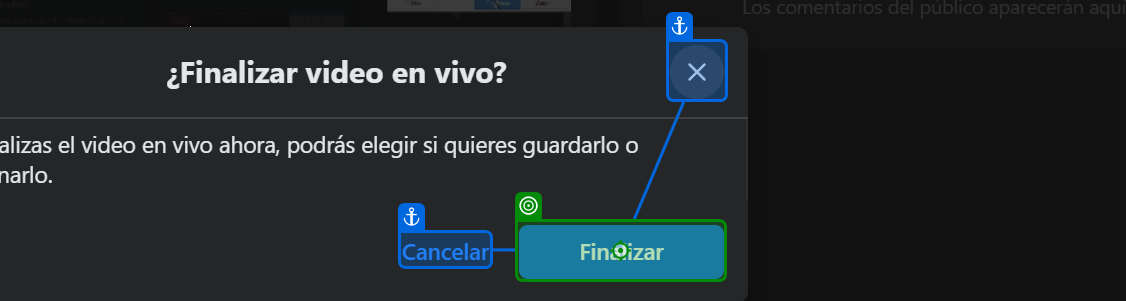 Los comentarios del público aparecerán aquí
¿Finalizar video en vivo?
alizas el video en vivo ahora, podrás elegir si quieres guardarlo o
narlo.
Cancelar
Finalizar